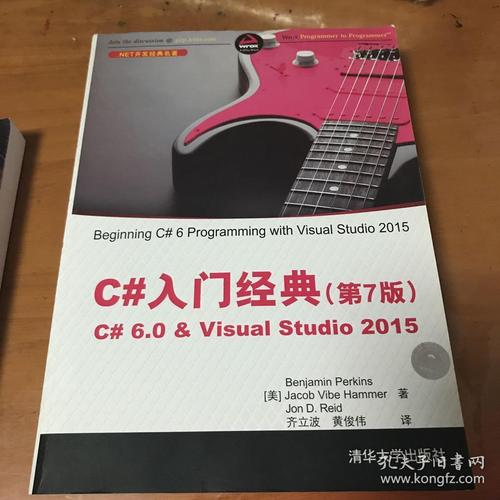 Join the discussion @ p2p.wrox.com
wrox
Wrox Programmer to Programmer™
.NET开发经典名著
Beginning C# 6 Programming with Visual Studio 2015
C#入门经典(第7版)
C# 6.0 & Visual Studio 2015
Benjamin Perkins
[美] Jacob Vibe Hammer 著
Jon D. Reid
齐立波 黄俊伟 译
清华大学出版社
孔夫子旧书网
www.kongfz.com